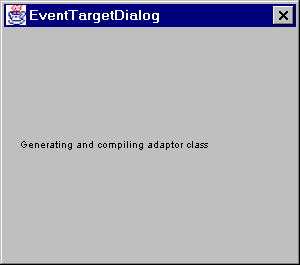 EventTargetDialog
Generating and compiling adaptor class